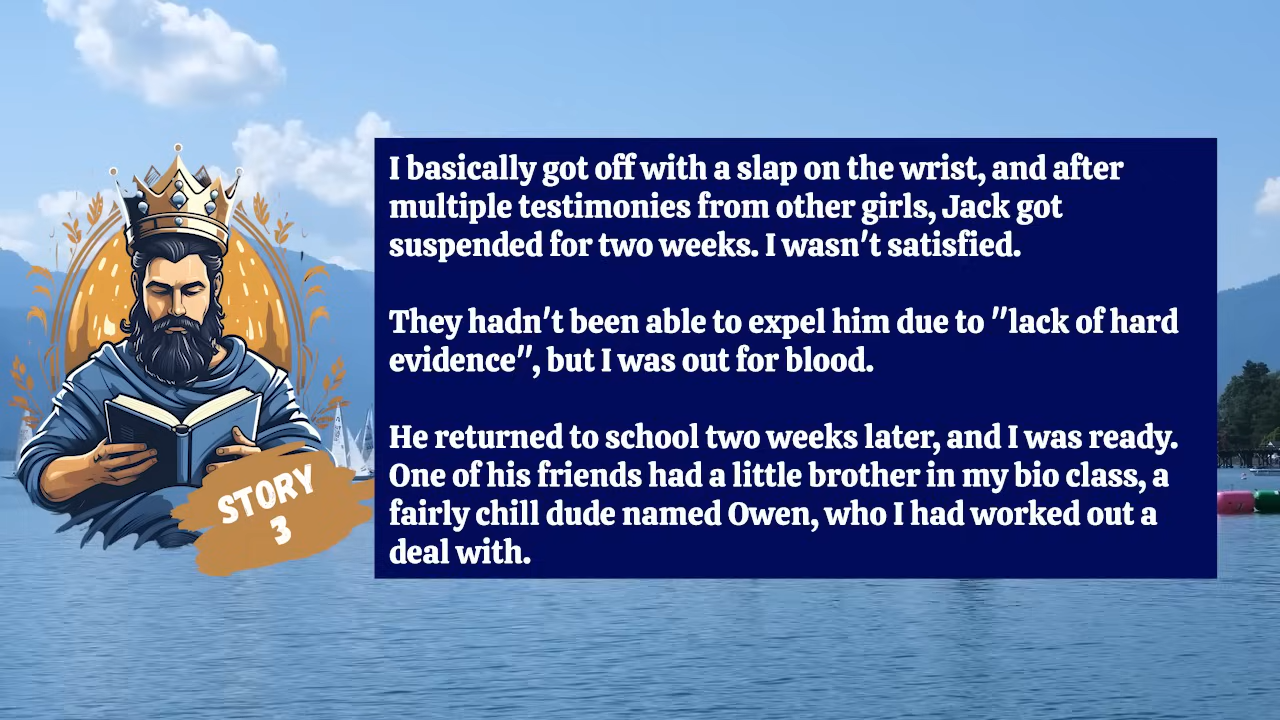 I basically got off with a slap on the wrist, and after
multiple testimonies from other girls, Jack got
suspended for two weeks. I wasn't satisfied.
They hadn't been able to expel him due to "lack of hard
evidence", but I was out for blood.
He returned to school two weeks later, and I was ready.
One of his friends had a little brother in my bio class, a
fairly chill dude named Owen, who I had worked out a
deal with.
STORY
3